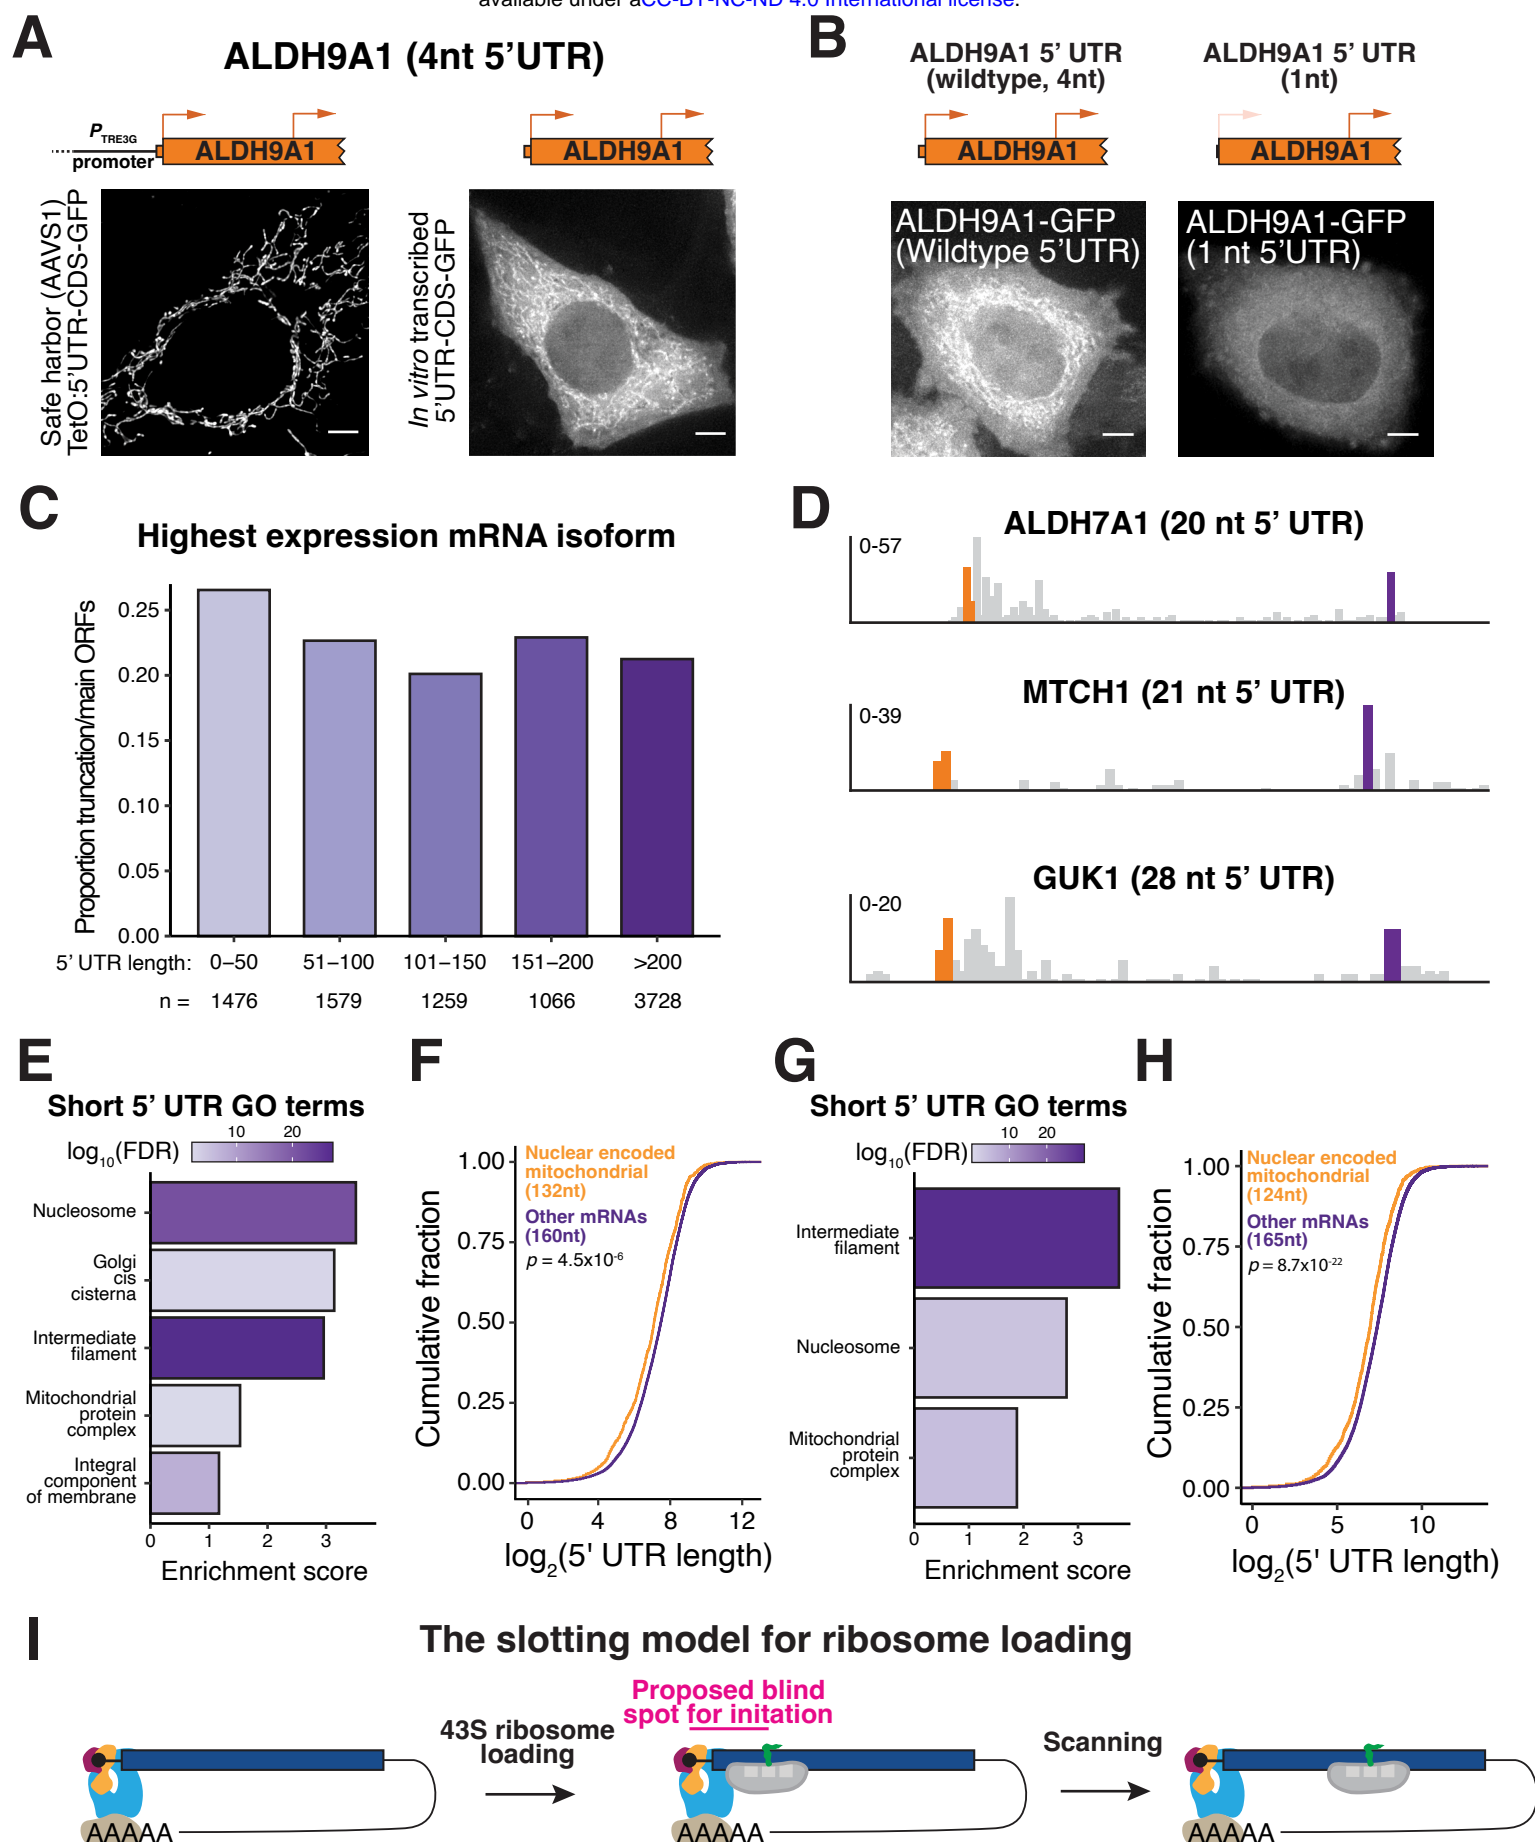 available under aCC-BY-NC-ND 4.0 International license.
A
ALDH9A1 (4nt 5’UTR)
P TRE3G
promoter
ALDH9A1
ALDH9A1
Safe harbor (AAVS1)
TetO:5’UTR-CDS-GFP
In vitro transcribed
5’UTR-CDS-GFP
B
ALDH9A1 5’ UTR
(wildtype, 4nt)
ALDH9A1 5’ UTR
(1nt)
ALDH9A1
ALDH9A1
ALDH9A1-GFP
(Wildtype 5’UTR)
ALDH9A1-GFP
(1 nt 5’UTR)
C
Highest expression mRNA isoform
Proportion truncation/main ORFs
0.25
0.20
0.15
0.10
0.05
0.00
5’ UTR length: 0–50 51–100 101–150 151–200 >200
n = 1476 1579 1259 1066 3728
D
ALDH7A1 (20 nt 5’ UTR)
0-57
MTCH1 (21 nt 5’ UTR)
0-39
GUK1 (28 nt 5’ UTR)
0-20
E
Short 5’ UTR GO terms
log10(FDR) 10 20
Nucleosome
Golgi
cis
cisterna
Intermediate
filament
Mitochondrial
protein
complex
Integral
component
of membrane
0 1 2 3
Enrichment score
F
Cumulative fraction
1.00
0.75
0.50
0.25
0.00
Nuclear encoded
mitochondrial
(132nt)
Other mRNAs
(160nt)
p = 4.5x10-6
0 4 8 12
log2(5' UTR length)
G
Short 5’ UTR GO terms
log10(FDR) 10 20
Intermediate
filament
Nucleosome
Mitochondrial
protein
complex
0 1 2 3
Enrichment score
H
Cumulative fraction
1.00
0.75
0.50
0.25
0.00
Nuclear encoded
mitochondrial
(124nt)
Other mRNAs
(165nt)
p = 8.7x10-22
0 5 10
log2(5' UTR length)
I
The slotting model for ribosome loading
43S ribosome
loading
Proposed blind
spot for initation
Scanning
AAAAA
AAAAA
AAAAA